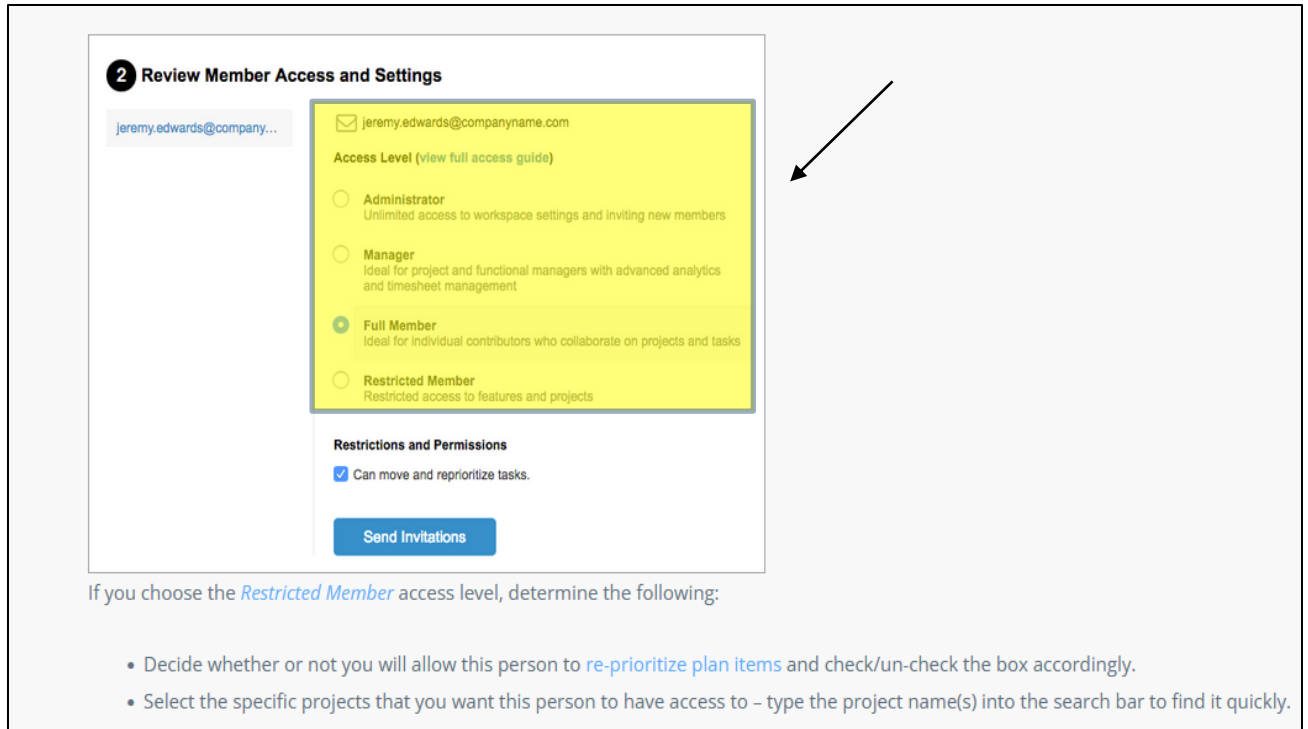 2 Review Member Access and Settings
jeremy.edwards@company...
jeremy.edwards@companyname.com
Access Level (view full access guide)
Administrator
Unlimited access to workspace settings and inviting new members
Manager
Ideal for project and functional managers with advanced analytics
and timesheet management
Full Member
Ideal for individual contributors who collaborate on projects and tasks
Restricted Member
Restricted access to features and projects
Restrictions and Permissions
Can move and reprioritize tasks.
Send Invitations
If you choose the Restricted Member access level, determine the following:
• Decide whether or not you will allow this person to re-prioritize plan items and check/un-check the box accordingly.
• Select the specific projects that you want this person to have access to – type the project name(s) into the search bar to find it quickly.